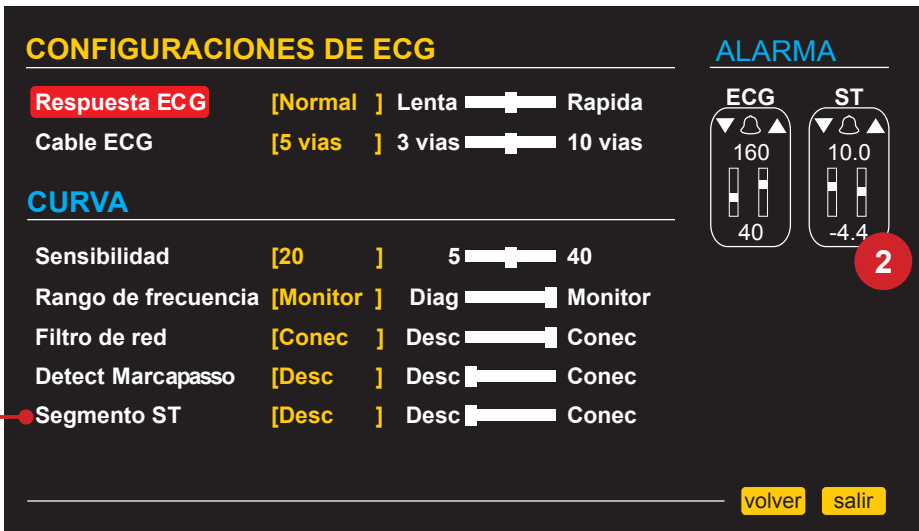 CONFIGURACIONES DE ECG
Respuesta ECG [Normal ] Lenta Rapida
Cable ECG [5 vias ] 3 vias 10 vias
CURVA
Sensibilidad [20 ] 5 40
Rango de frecuencia [Monitor ] Diag Monitor
Filtro de red [Conec ] Desc Conec
Detect Marcapasso [Desc ] Desc Conec
Segmento ST [Desc ] Desc Conec
ALARMA
ECG ST
160 10.0
40 -4.4
2
volver salir